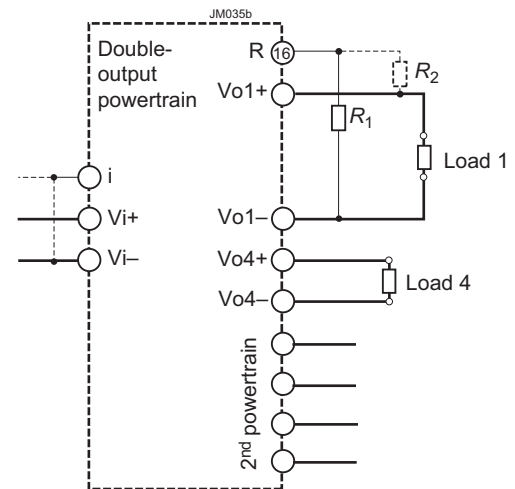 JM035b
Double-
output
powertrain
R
16
R2
Vo1+
R1
Load 1
i
Vi+
Vo1–
Vi–
Vo4+
Load 4
Vo4–
2nd powertrain